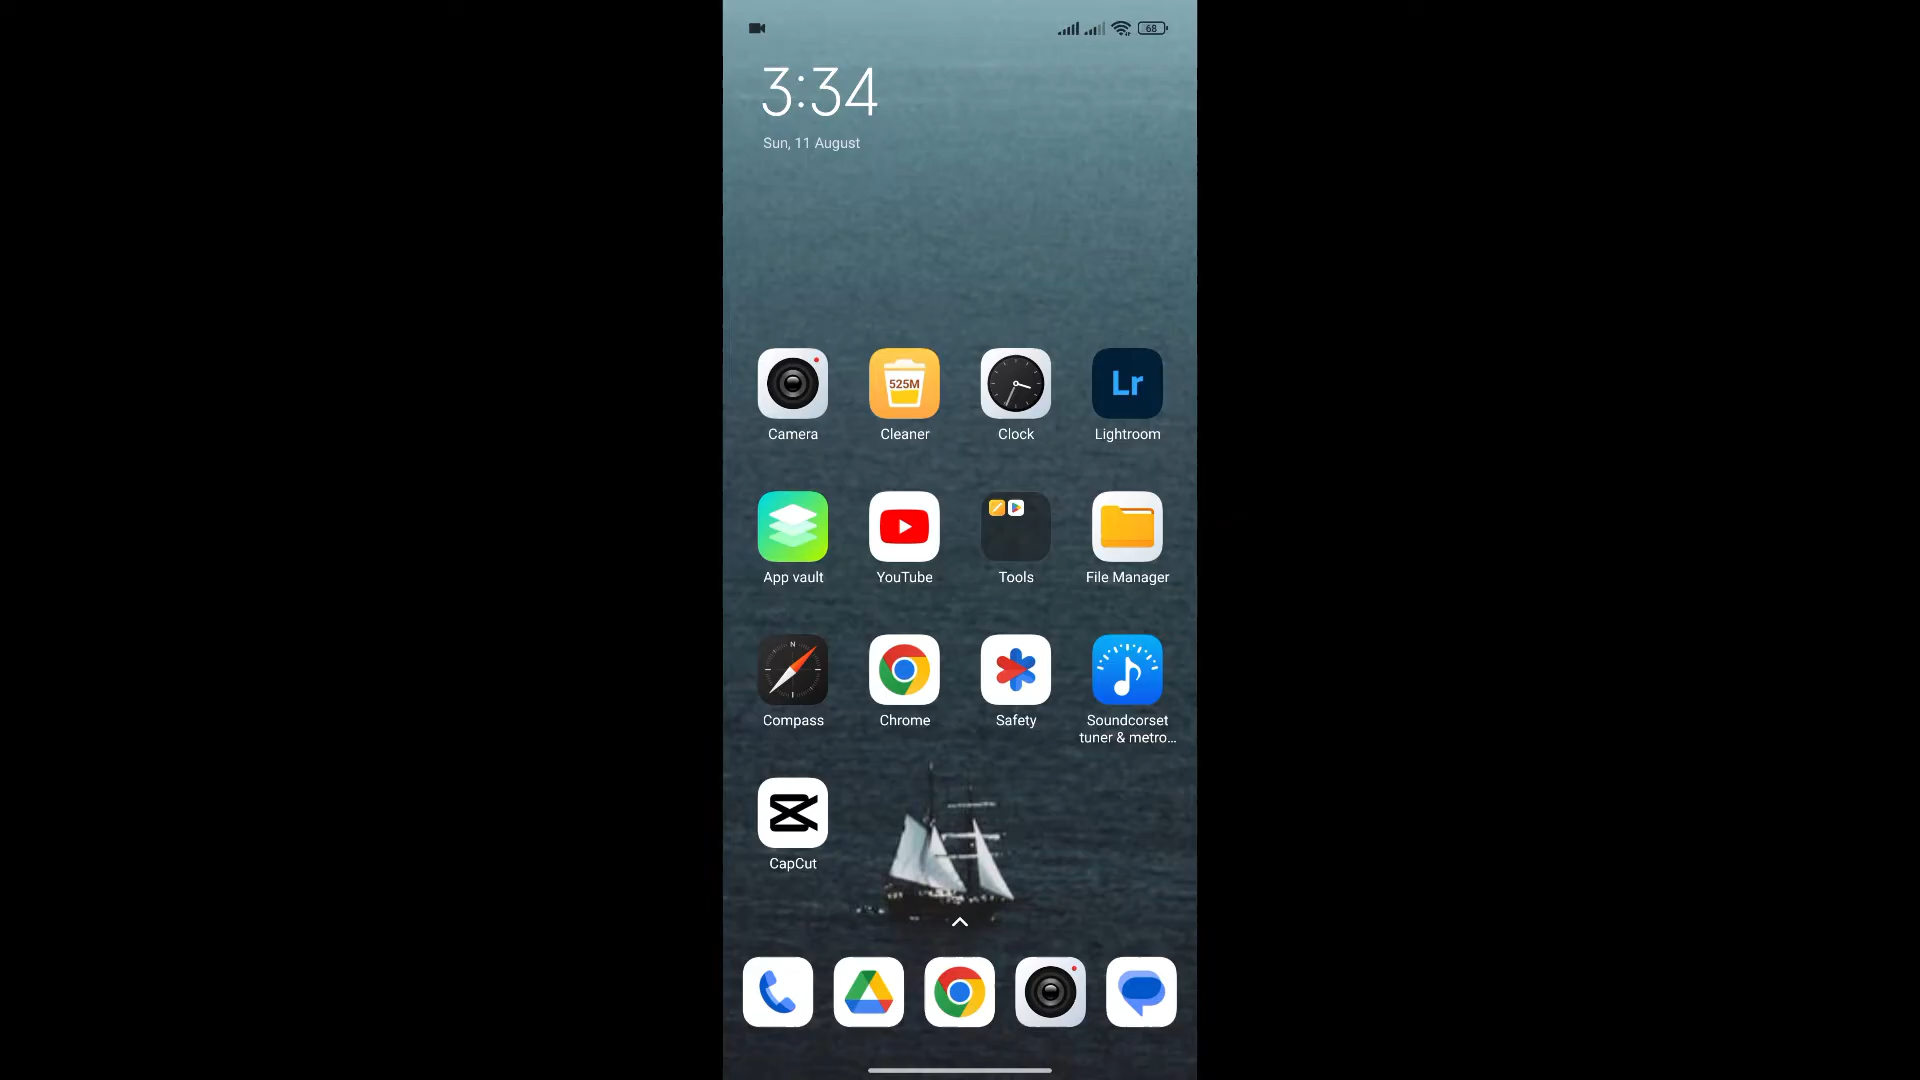 68
3:34
Sun, 11 August
525M
Lr
Camera
Cleaner
Clock
Lightroom
App vault
YouTube
Tools
File Manager
N
Compass
Chrome
Safety
Soundcorset
tuner & metro...
CapCut